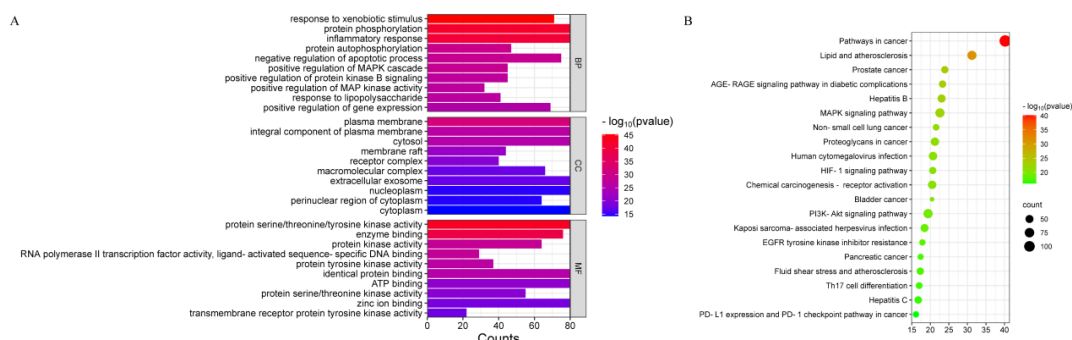 A
response to xenobiotic stimulus
protein phosphorylation
inflammatory response
protein autophosphorylation
negative regulation of apoptotic process
positive regulation of MAPK cascade
positive regulation of protein kinase B signaling
positive regulation of MAP kinase activity
response to lipopolysaccharide
positive regulation of gene expression
BP
plasma membrane
integral component of plasma membrane
cytosol
membrane raft
receptor complex
macromolecular complex
extracellular exosome
nucleoplasm
perinuclear region of cytoplasm
cytoplasm
CC
protein serine/threonine/tyrosine kinase activity
enzyme binding
protein kinase activity
RNA polymerase II transcription factor activity, ligand- activated sequence- specific DNA binding
protein tyrosine kinase activity
identical protein binding
ATP binding
protein serine/threonine kinase activity
zinc ion binding
transmembrane receptor protein tyrosine kinase activity
MF
0 20 40 60 80
Counts
- log10(pvalue)
45
40
35
30
25
20
15
B
Pathways in cancer
Lipid and atherosclerosis
Prostate cancer
AGE- RAGE signaling pathway in diabetic complications
Hepatitis B
MAPK signaling pathway
Non- small cell lung cancer
Proteoglycans in cancer
Human cytomegalovirus infection
HIF- 1 signaling pathway
Chemical carcinogenesis - receptor activation
Bladder cancer
PI3K- Akt signaling pathway
Kaposi sarcoma- associated herpesvirus infection
EGFR tyrosine kinase inhibitor resistance
Pancreatic cancer
Fluid shear stress and atherosclerosis
Th17 cell differentiation
Hepatitis C
PD- L1 expression and PD- 1 checkpoint pathway in cancer
15 20 25 30 35 40
- log10(pvalue)
40
35
30
25
20
count
50
75
100